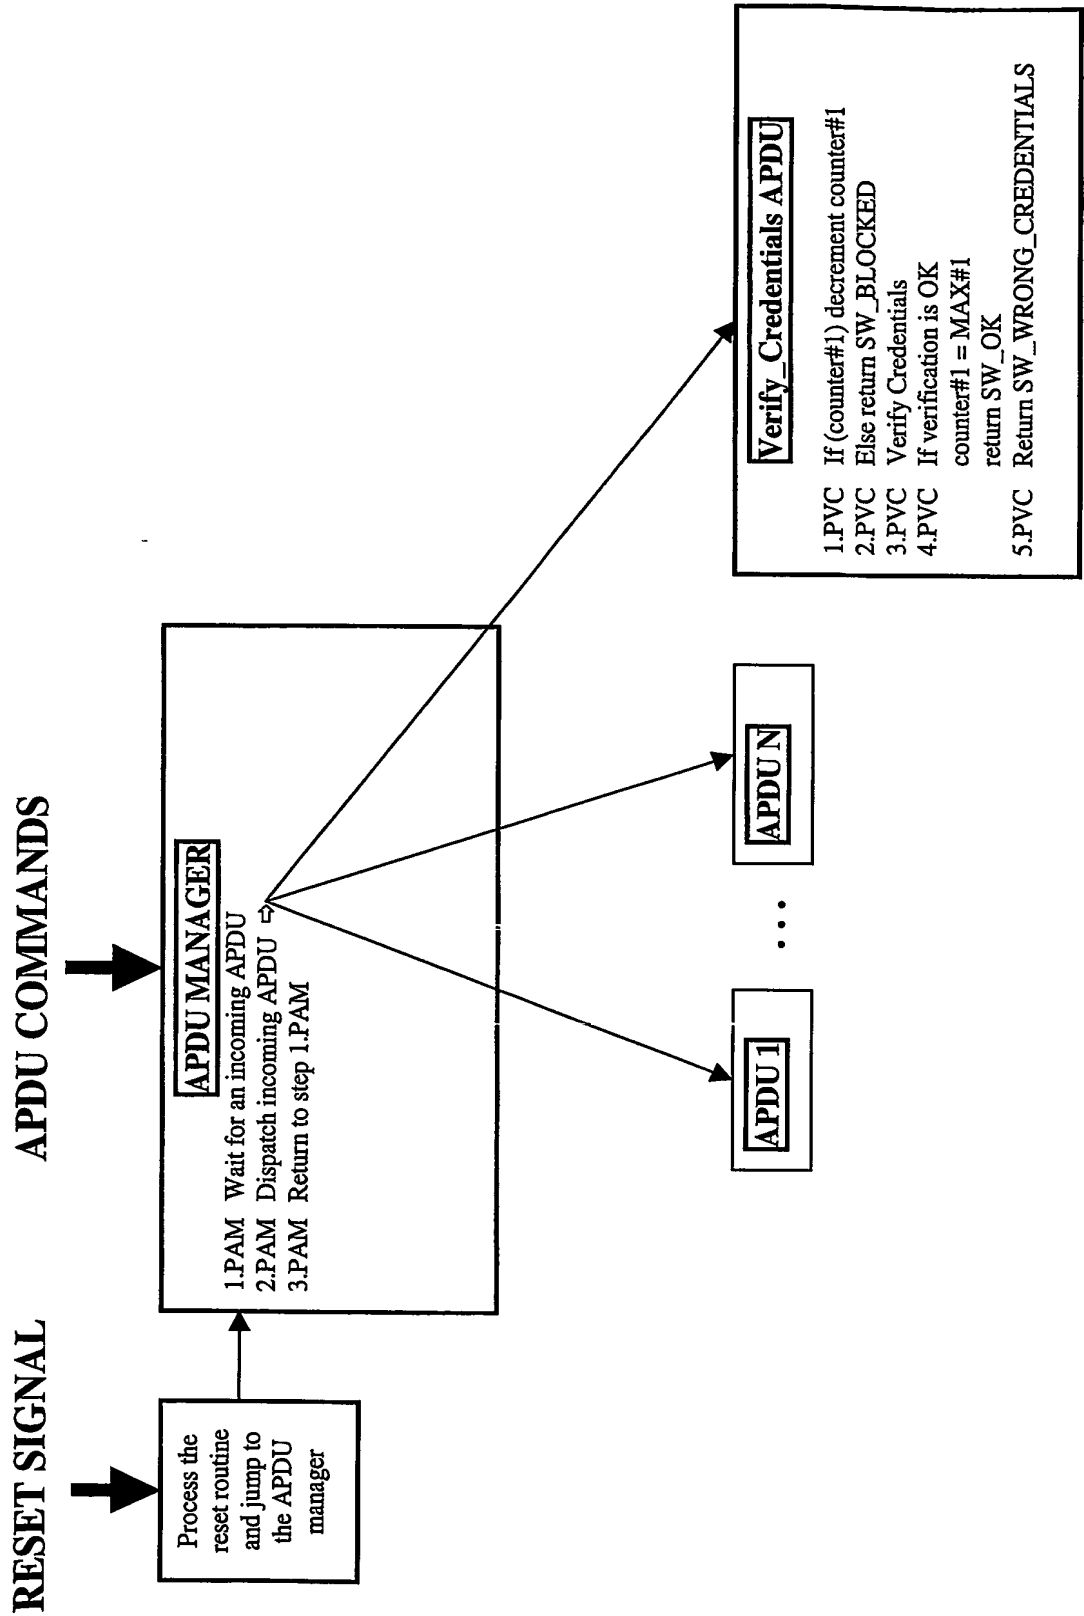 RESET SIGNAL
APDU COMMANDS
Process the
reset routine
and jump to
the APDU
manager
APDU MANAGER
1.PAM Wait for an incoming APDU
2.PAM Dispatch incoming APDU ⇨
3.PAM Return to step 1.PAM
APDU 1
...
APDU N
Verify_Credentials APDU
1.PVC If (counter#1) decrement counter#1
2.PVC Else return SW_BLOCKED
3.PVC Verify Credentials
4.PVC If verification is OK
counter#1 = MAX#1
return SW_OK
5.PVC Return SW_WRONG_CREDENTIALS